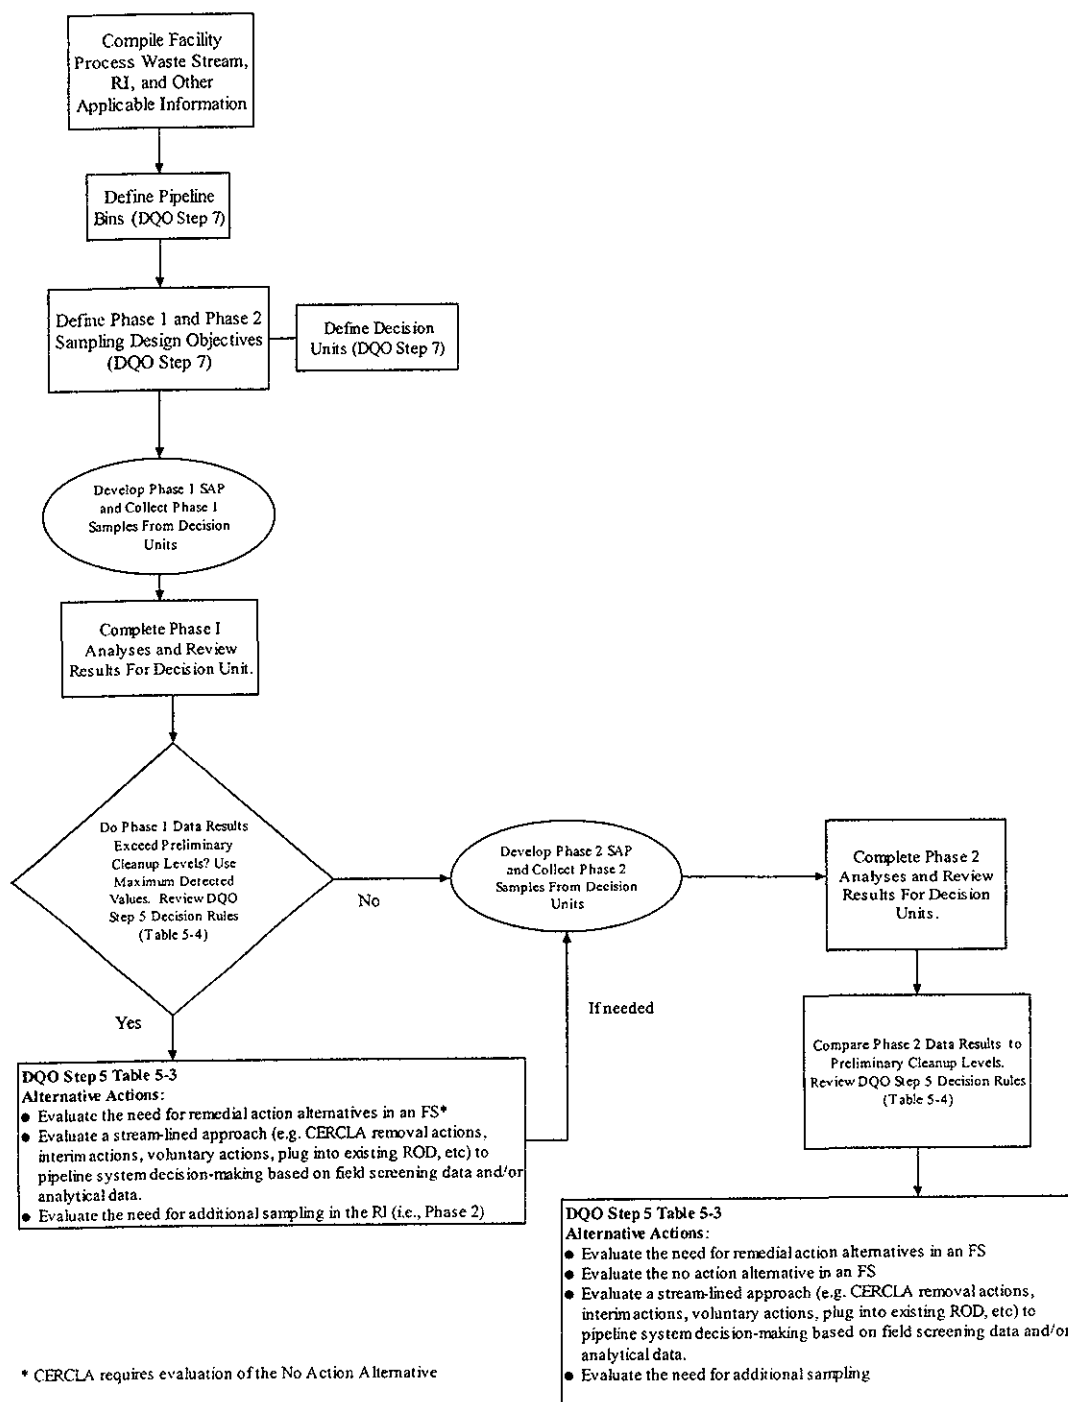 Compile Facility
Process Waste Stream,
RI, and Other
Applicable Information
Define Pipeline
Bins (DQO Step 7)
Define Phase 1 and Phase 2
Sampling Design Objectives
(DQO Step 7)
Define Decision
Units (DQO Step 7)
Develop Phase 1 SAP
and Collect Phase 1
Samples From Decision
Units
Complete Phase I
Analyses and Review
Results For Decision Unit.
Do Phase 1 Data Results
Exceed Preliminary
Cleanup Levels? Use
Maximum Detected
Values. Review DQO
Step 5 Decision Rules
(Table 5-4)
No
Develop Phase 2 SAP
and Collect Phase 2
Samples From Decision
Units
Complete Phase 2
Analyses and Review
Results For Decision
Units.
Yes
If needed
Compare Phase 2 Data Results to
Preliminary Cleanup Levels.
Review DQO Step 5 Decision Rules
(Table 5-4)
DQO Step 5 Table 5-3
Alternative Actions:
● Evaluate the need for remedial action alternatives in an FS*
● Evaluate a stream-lined approach (e.g. CERCLA removal actions,
interim actions, voluntary actions, plug into existing ROD, etc) to
pipeline system decision-making based on field screening data and/or
analytical data.
● Evaluate the need for additional sampling in the RI (i.e., Phase 2)
DQO Step 5 Table 5-3
Alternative Actions:
● Evaluate the need for remedial action alternatives in an FS
● Evaluate the no action alternative in an FS
● Evaluate a stream-lined approach (e.g. CERCLA removal actions,
interim actions, voluntary actions, plug into existing ROD, etc) to
pipeline system decision-making based on field screening data and/or
analytical data.
● Evaluate the need for additional sampling
* CERCLA requires evaluation of the No Action Alternative